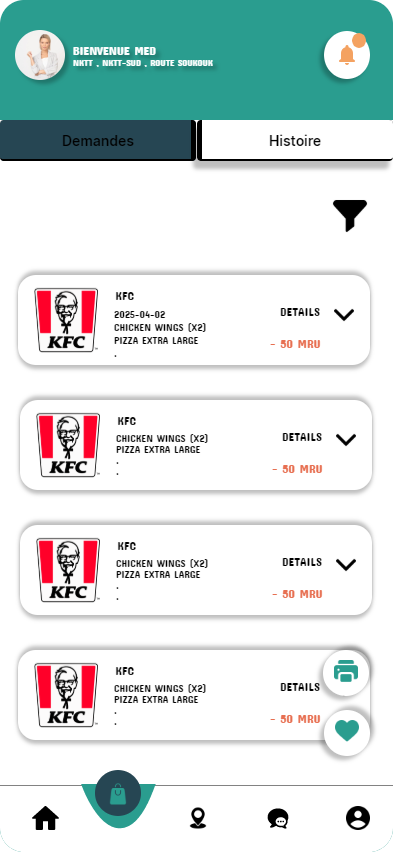 BIENVENUE MED
NKTT , NKTT-SUD , ROUTE SOUKOUK
Demandes
Histoire
KFC
2025-04-02
CHICKEN WINGS (X2)
PIZZA EXTRA LARGE
.
DETAILS
- 50 MRU
KFC
KFC
CHICKEN WINGS (X2)
PIZZA EXTRA LARGE
.
.
DETAILS
- 50 MRU
KFC
KFC
CHICKEN WINGS (X2)
PIZZA EXTRA LARGE
.
.
DETAILS
- 50 MRU
KFC
KFC
CHICKEN WINGS (X2)
PIZZA EXTRA LARGE
.
.
DETAILS
- 50 MRU
KFC